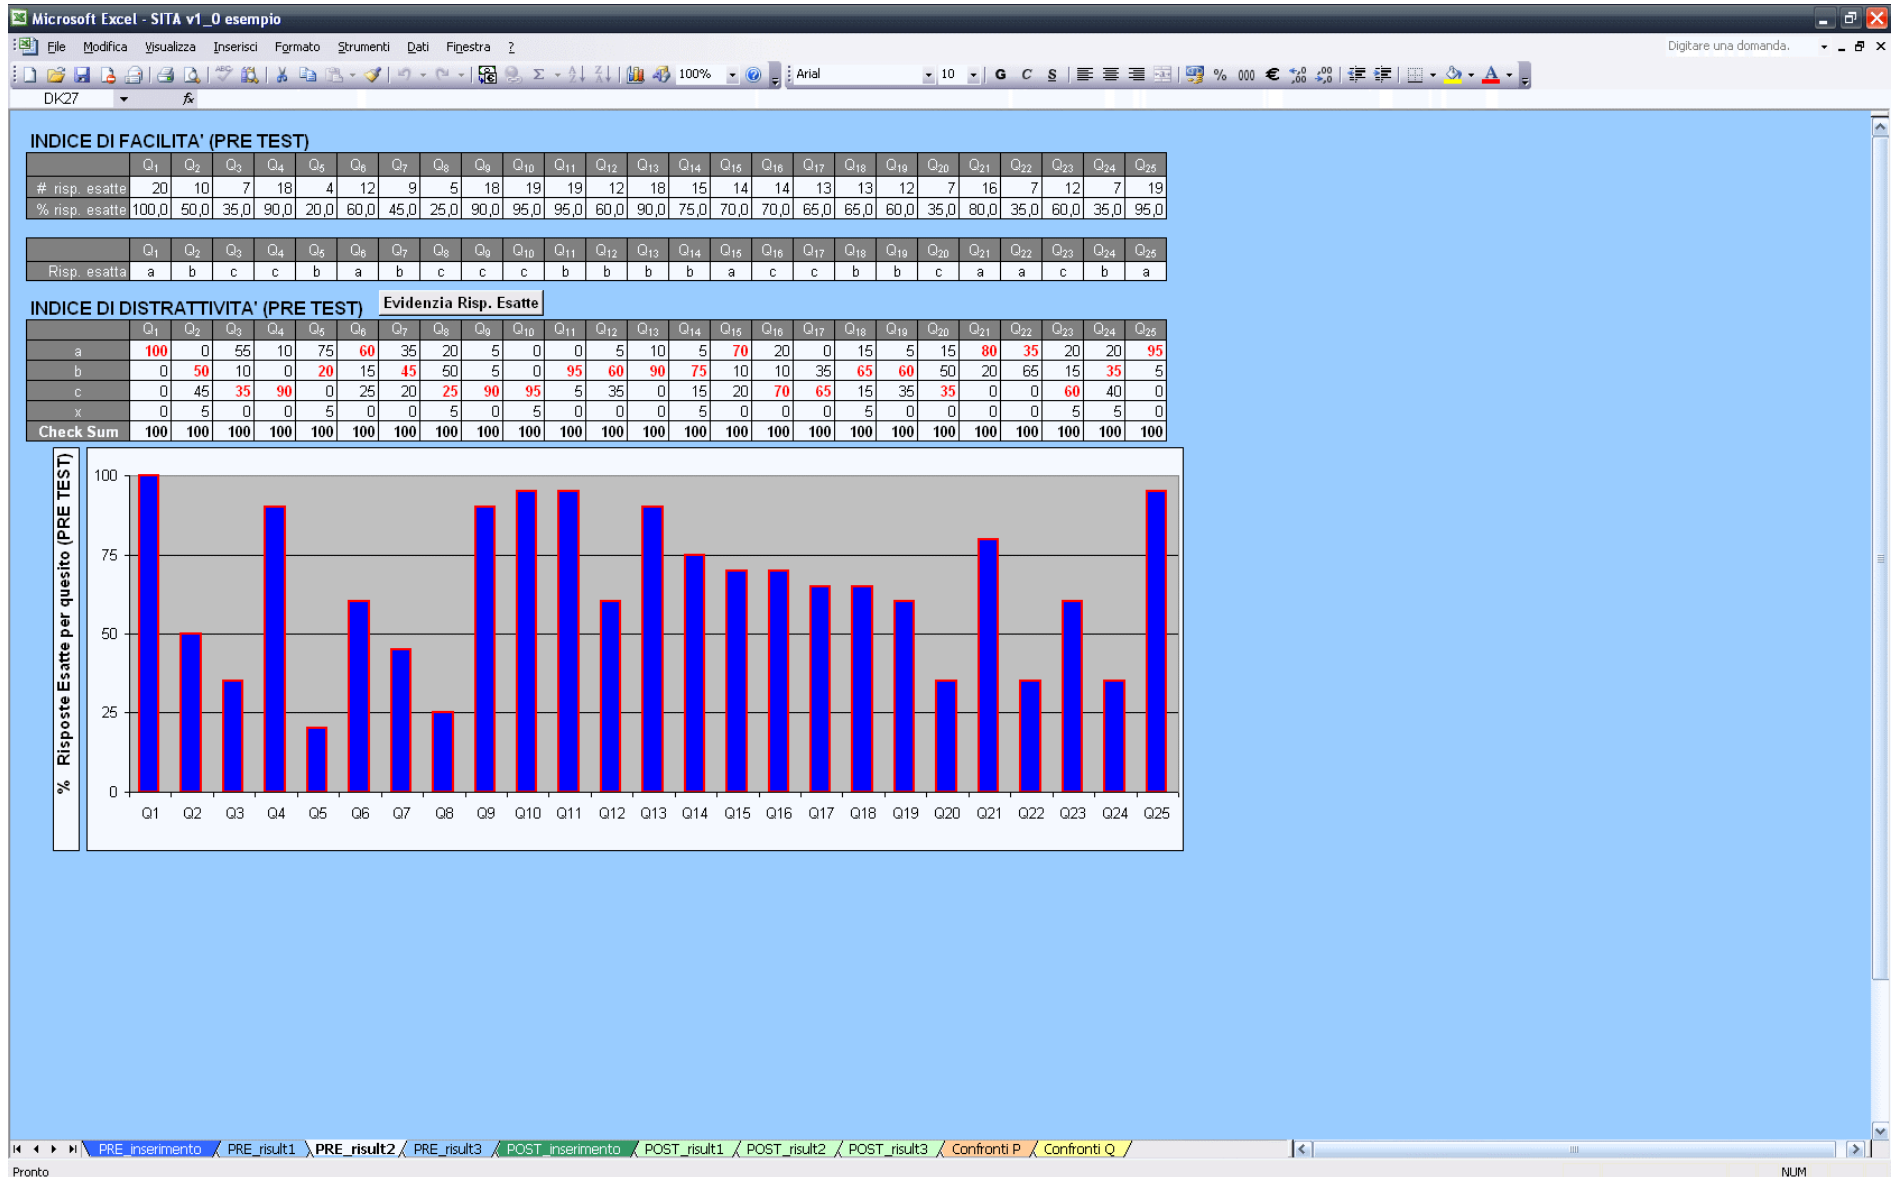 Microsoft Excel - SITA v1_0 esempio
File Modifica Visualizza Inserisci Formato Strumenti Dati Finestra ? Digitare una domanda.
100% Arial 10 G C S % 000 €
DK27 fx
INDICE DI FACILITA' (PRE TEST)
Q1 Q2 Q3 Q4 Q5 Q6 Q7 Q8 Q9 Q10 Q11 Q12 Q13 Q14 Q15 Q16 Q17 Q18 Q19 Q20 Q21 Q22 Q23 Q24 Q25
# risp. esatte 20 10 7 18 4 12 9 5 18 19 19 12 18 15 14 14 13 13 12 7 16 7 12 7 19
% risp. esatte 100,0 50,0 35,0 90,0 20,0 60,0 45,0 25,0 90,0 95,0 95,0 60,0 90,0 75,0 70,0 70,0 65,0 65,0 60,0 35,0 80,0 35,0 60,0 35,0 95,0
Q1 Q2 Q3 Q4 Q5 Q6 Q7 Q8 Q9 Q10 Q11 Q12 Q13 Q14 Q15 Q16 Q17 Q18 Q19 Q20 Q21 Q22 Q23 Q24 Q25
Risp. esatta a b c c b a b c c c b b b b a c c b b c a a c b a
INDICE DI DISTRATTIVITA' (PRE TEST) Evidenzia Risp. Esatte
Q1 Q2 Q3 Q4 Q5 Q6 Q7 Q8 Q9 Q10 Q11 Q12 Q13 Q14 Q15 Q16 Q17 Q18 Q19 Q20 Q21 Q22 Q23 Q24 Q25
a 100 0 55 10 75 60 35 20 5 0 0 5 10 5 70 20 0 15 5 15 80 35 20 20 95
b 0 50 10 0 20 15 45 50 5 0 95 60 90 75 10 10 35 65 60 50 20 65 15 35 5
c 0 45 35 90 0 25 20 25 90 95 5 35 0 15 20 70 65 15 35 35 0 0 60 40 0
x 0 5 0 0 5 0 0 5 0 5 0 0 0 5 0 0 0 5 0 0 0 0 5 5 0
Check Sum 100 100 100 100 100 100 100 100 100 100 100 100 100 100 100 100 100 100 100 100 100 100 100 100 100
% Risposte Esatte per quesito (PRE TEST)
100
75
50
25
0
Q1 Q2 Q3 Q4 Q5 Q6 Q7 Q8 Q9 Q10 Q11 Q12 Q13 Q14 Q15 Q16 Q17 Q18 Q19 Q20 Q21 Q22 Q23 Q24 Q25
PRE_inserimento PRE_risult1 PRE_risult2 PRE_risult3 POST_inserimento POST_risult1 POST_risult2 POST_risult3 Confronti P Confronti Q
Pronto NUM